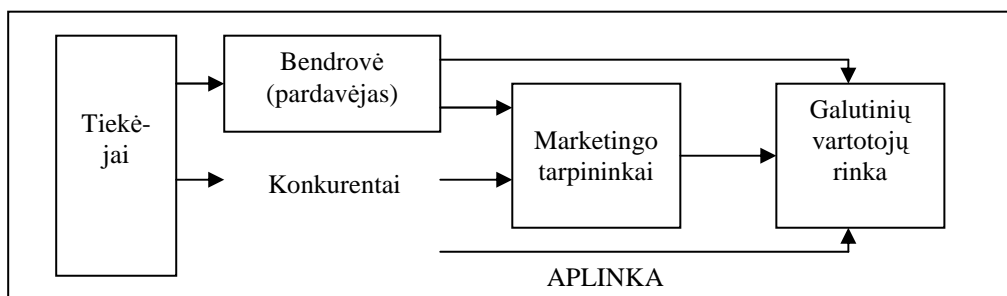 Tiekė-
jai
Bendrovė
(pardavėjas)
Konkurentai
Marketingo
tarpininkai
Galutinių
vartotojų
rinka
APLINKA